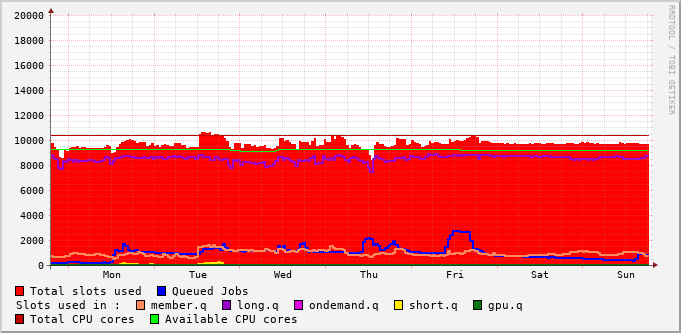 20000
18000
16000
14000
12000
10000
8000
6000
4000
2000
0
Mon Tue Wed Thu Fri Sat Sun
RRDTOOL / TOBI OETIKER
Total slots used Queued Jobs
Slots used in : member.q long.q ondemand.q short.q gpu.q
Total CPU cores Available CPU cores